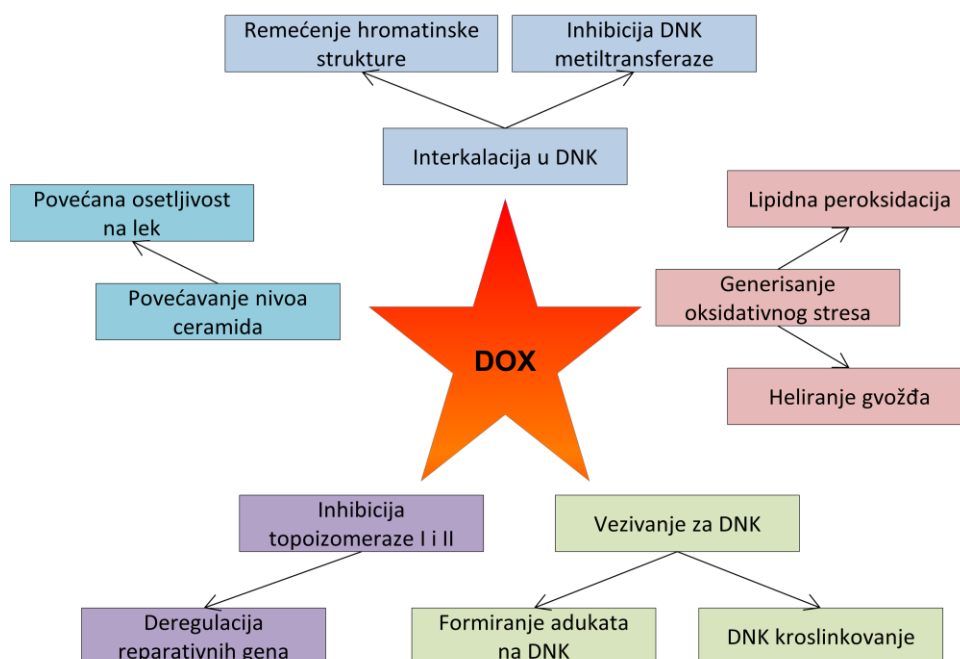 Remećenje hromatinske
strukture
Inhibicija DNK
metiltransferaze
Interkalacija u DNK
Povećana osetljivost
na lek
Povećavanje nivoa
ceramida
Lipidna peroksidacija
Generisanje
oksidativnog stresa
Heliranje gvožđa
DOX
Inhibicija
topoizomeraze I i II
Deregulacija
reparativnih gena
Vezivanje za DNK
Formiranje adukata
na DNK
DNK kroslinkovanje